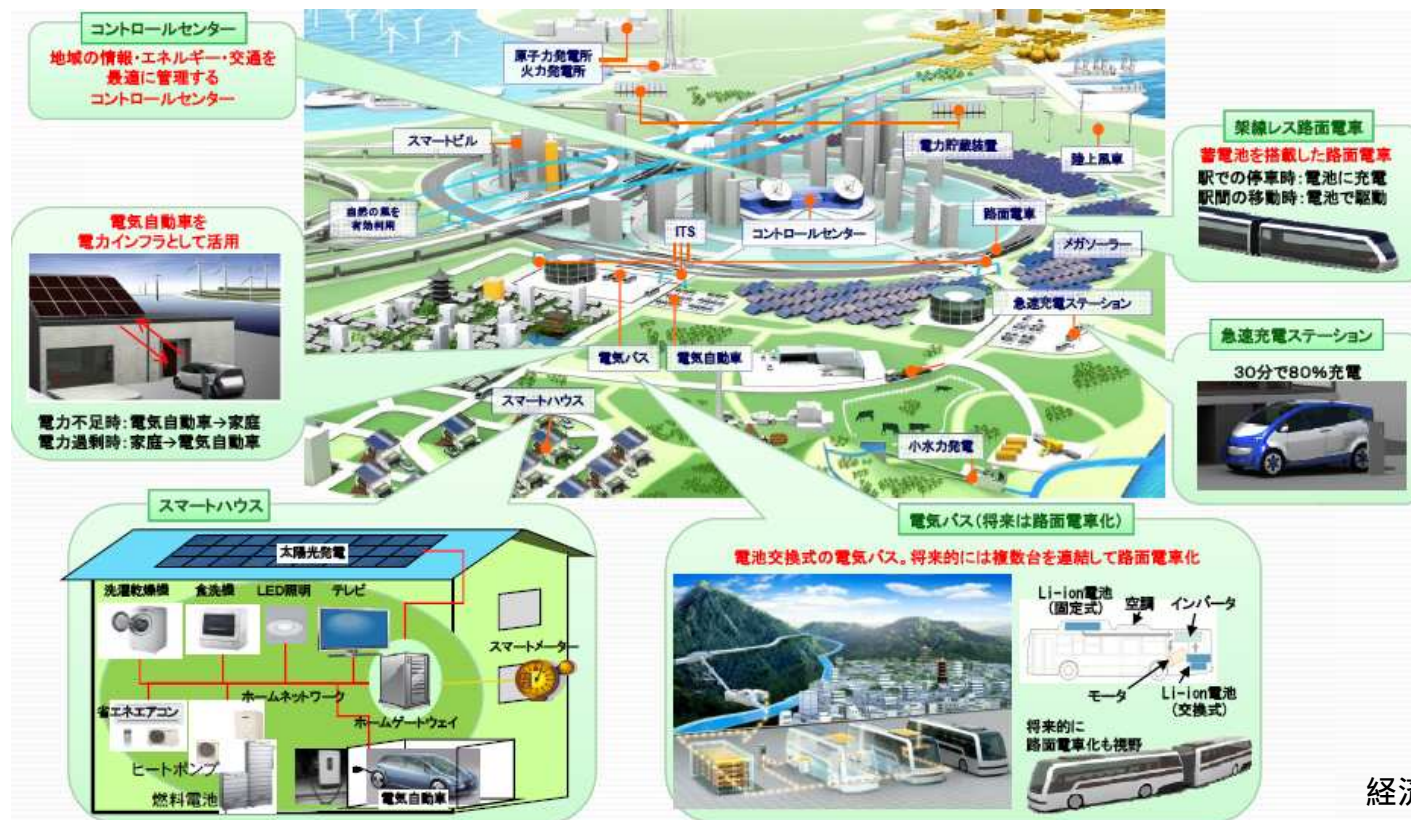 コントロールセンター
地域の情報・エネルギー・交通を
最適に管理する
コントロールセンター
原子力発電所
火力発電所
スマートビル
電力貯蔵装置
陸上風車
自然の風を
有効利用
ITS
コントロールセンター
路面電車
メガソーラー
急速充電ステーション
電気バス
電気自動車
スマートハウス
小水力発電
架線レス路面電車
蓄電池を搭載した路面電車
駅での停車時:電池に充電
駅間の移動時:電池で駆動
電気自動車を
電力インフラとして活用
電力不足時:電気自動車→家庭
電力過剰時:家庭→電気自動車
急速充電ステーション
30分で80%充電
スマートハウス
太陽光発電
洗濯乾燥機
食洗機
LED照明
テレビ
スマートメーター
ホームネットワーク
ホームゲートウェイ
省エネエアコン
ヒートポンプ
燃料電池
電気自動車
電気バス(将来は路面電車化)
電池交換式の電気バス。将来的には複数台を連結して路面電車化
Li-ion電池
(固定式)
空調
インバータ
モータ
Li-ion電池
(交換式)
将来的に
路面電車化も視野
経済